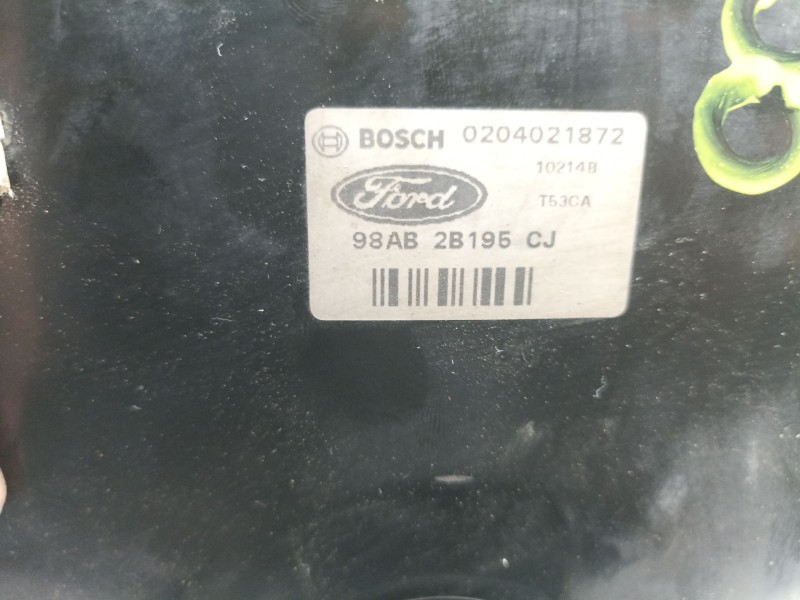 BOSCH 0204021872
10214B
Ford T53CA
98AB 2B195 CJ